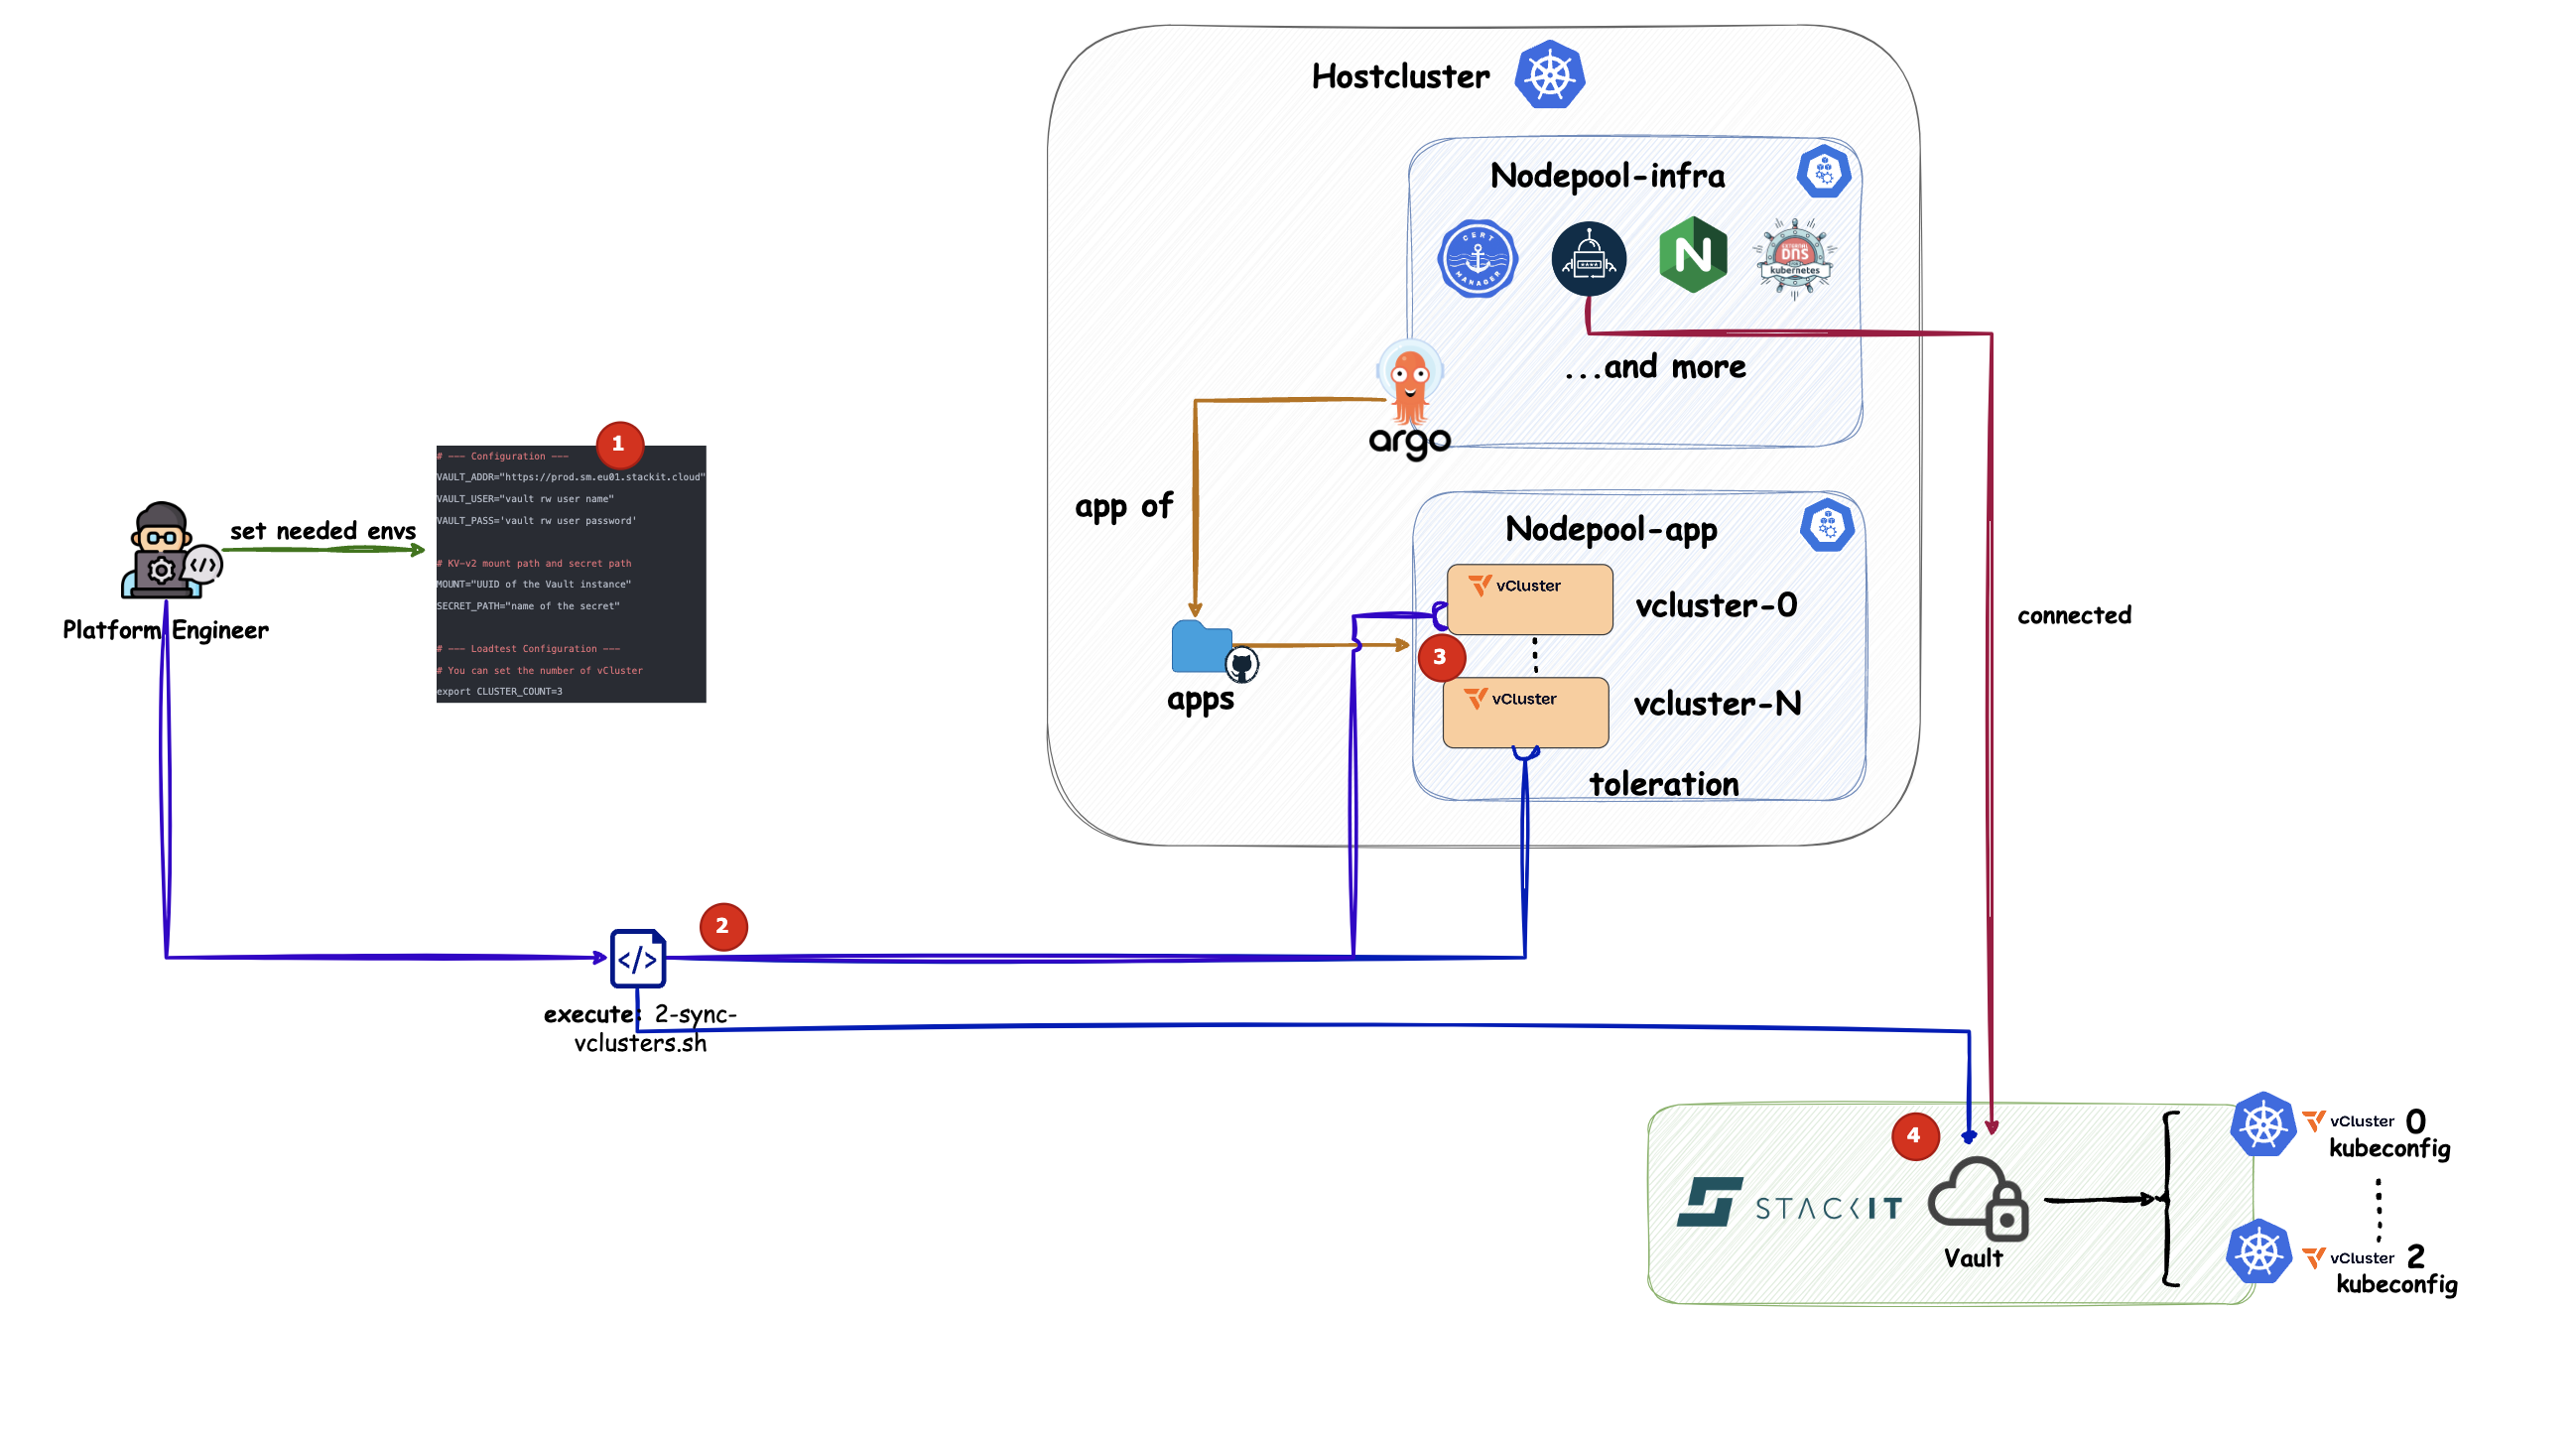 Hostcluster
Nodepool-infra
CERT
MANAGER
****
N
EXTERNAL
DNS
kubernetes
...and more
argo
app of
apps
Nodepool-app
vCluster
vcluster-0
3
vCluster
vcluster-N
toleration
1
# --- Configuration ---
VAULT_ADDR="https://prod.sm.eu01.stackit.cloud"
VAULT_USER="vault rw user name"
VAULT_PASS='vault rw user password'
# KV-v2 mount path and secret path
MOUNT="UUID of the Vault instance"
SECRET_PATH="name of the secret"
# --- Loadtest Configuration ---
# You can set the number of vCluster
export CLUSTER_COUNT=3
set needed envs
</>
Platform Engineer
connected
2
</>
execute: 2-sync-
vclusters.sh
4
STACKIT
Vault
vCluster 0
kubeconfig
vCluster 2
kubeconfig